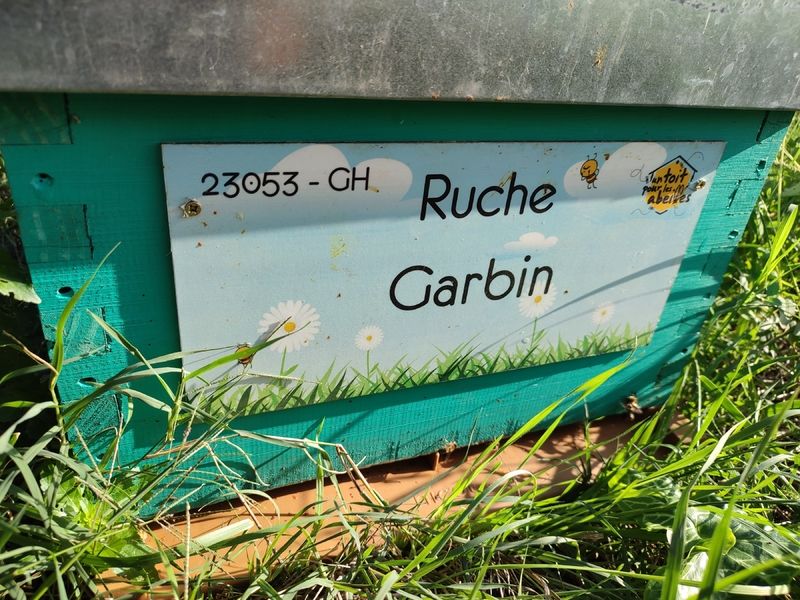 23053 - GH
Ruche
Garbin
un toit
pour les
abeilles